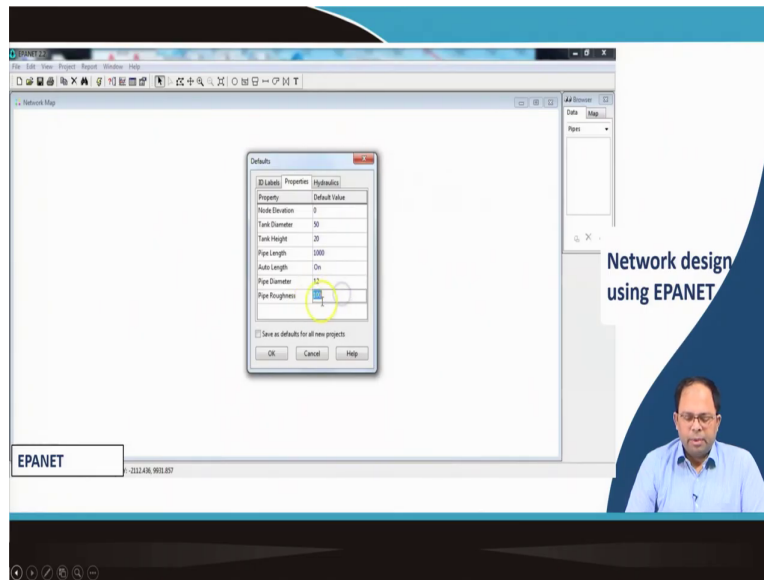 EPANET 2.2
File Edit View Project Report Window Help
Network Map
Browser
Data Map
Pipes
Defaults
ID Labels Properties Hydraulics
Property Default Value
Node Elevation 0
Tank Diameter 50
Tank Height 20
Pipe Length 1000
Auto Length On
Pipe Diameter 12
Pipe Roughness
Save as defaults for all new projects
OK Cancel Help
Network design
using EPANET
EPANET
Y: -2112.436, 9931.857